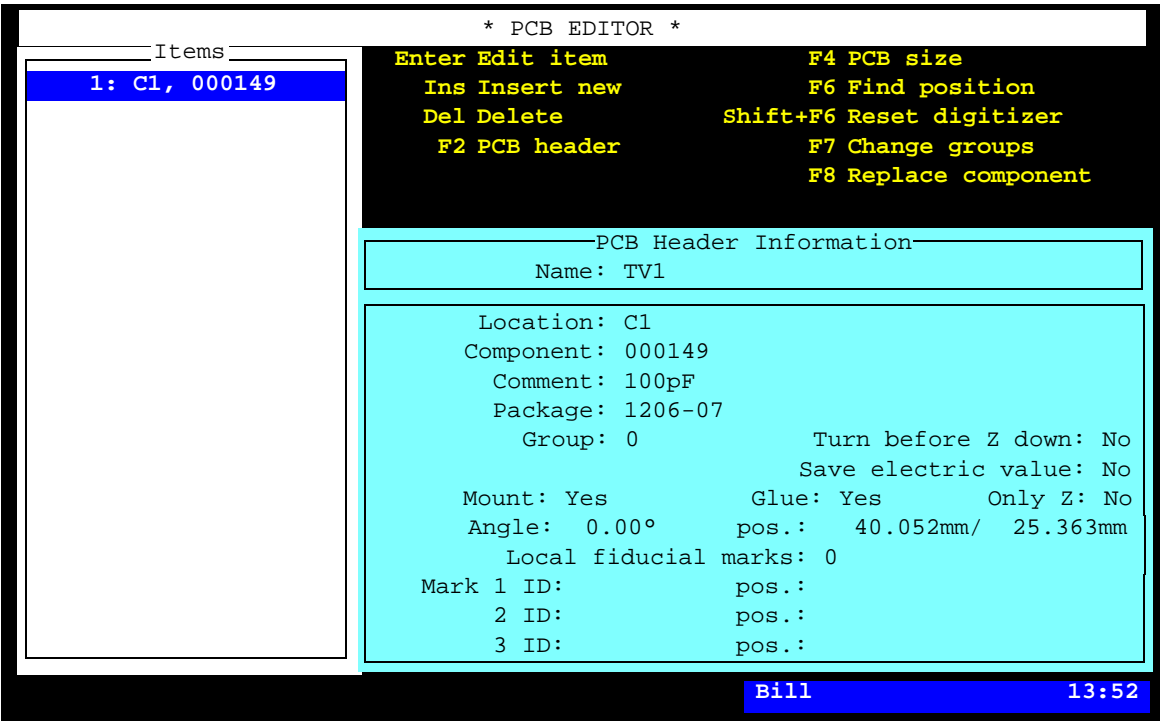 * PCB EDITOR *
Items
1: C1, 000149
Enter Edit item F4 PCB size
Ins Insert new F6 Find position
Del Delete Shift+F6 Reset digitizer
F2 PCB header F7 Change groups
F8 Replace component
PCB Header Information
Name: TV1
Location: C1
Component: 000149
Comment: 100pF
Package: 1206-07
Group: 0 Turn before Z down: No
Save electric value: No
Mount: Yes Glue: Yes Only Z: No
Angle: 0.00° pos.: 40.052mm/ 25.363mm
Local fiducial marks: 0
Mark 1 ID: pos.:
2 ID: pos.:
3 ID: pos.:
Bill 13:52